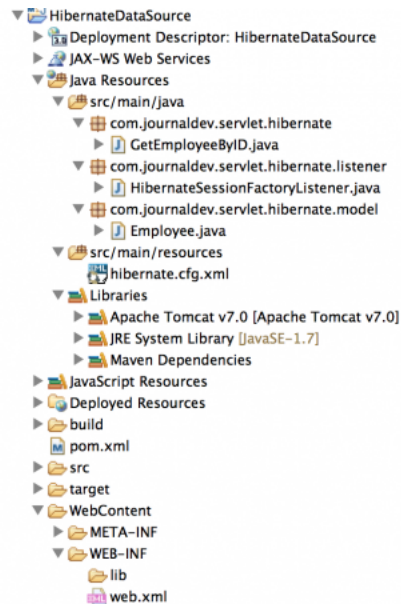 HibernateDataSource
Deployment Descriptor: HibernateDataSource
JAX-WS Web Services
Java Resources
src/main/java
com.journaldev.servlet.hibernate
GetEmployeeByID.java
com.journaldev.servlet.hibernate.listener
HibernateSessionFactoryListener.java
com.journaldev.servlet.hibernate.model
Employee.java
src/main/resources
hibernate.cfg.xml
Libraries
Apache Tomcat v7.0 [Apache Tomcat v7.0]
JRE System Library [JavaSE-1.7]
Maven Dependencies
JavaScript Resources
Deployed Resources
build
pom.xml
src
target
WebContent
META-INF
WEB-INF
lib
web.xml